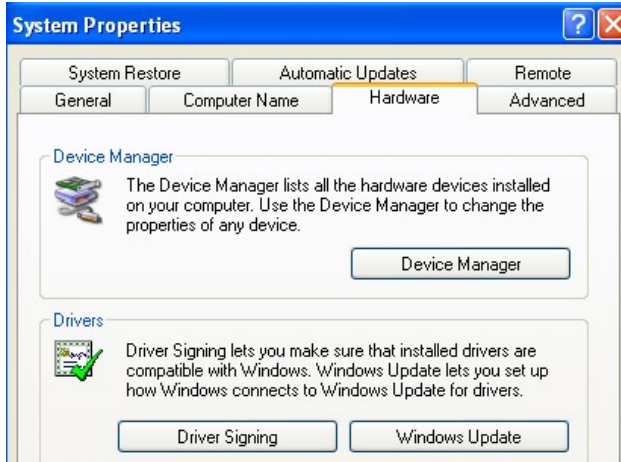 System Properties
System Restore Automatic Updates Remote
General Computer Name Hardware Advanced
Device Manager
The Device Manager lists all the hardware devices installed
on your computer. Use the Device Manager to change the
properties of any device.
Device Manager
Drivers
Driver Signing lets you make sure that installed drivers are
compatible with Windows. Windows Update lets you set up
how Windows connects to Windows Update for drivers.
Driver Signing Windows Update